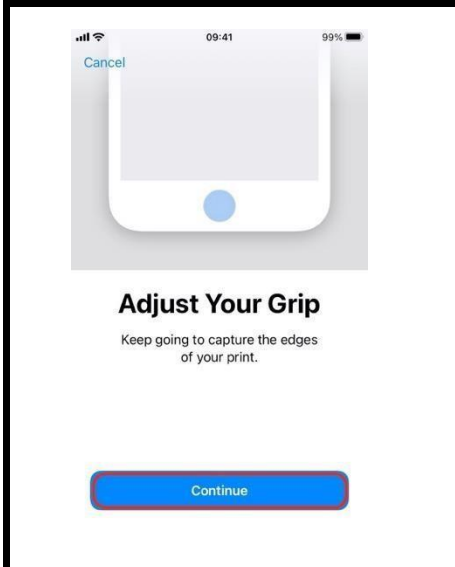 09:41 99%
Cancel
Adjust Your Grip
Keep going to capture the edges
of your print.
Continue